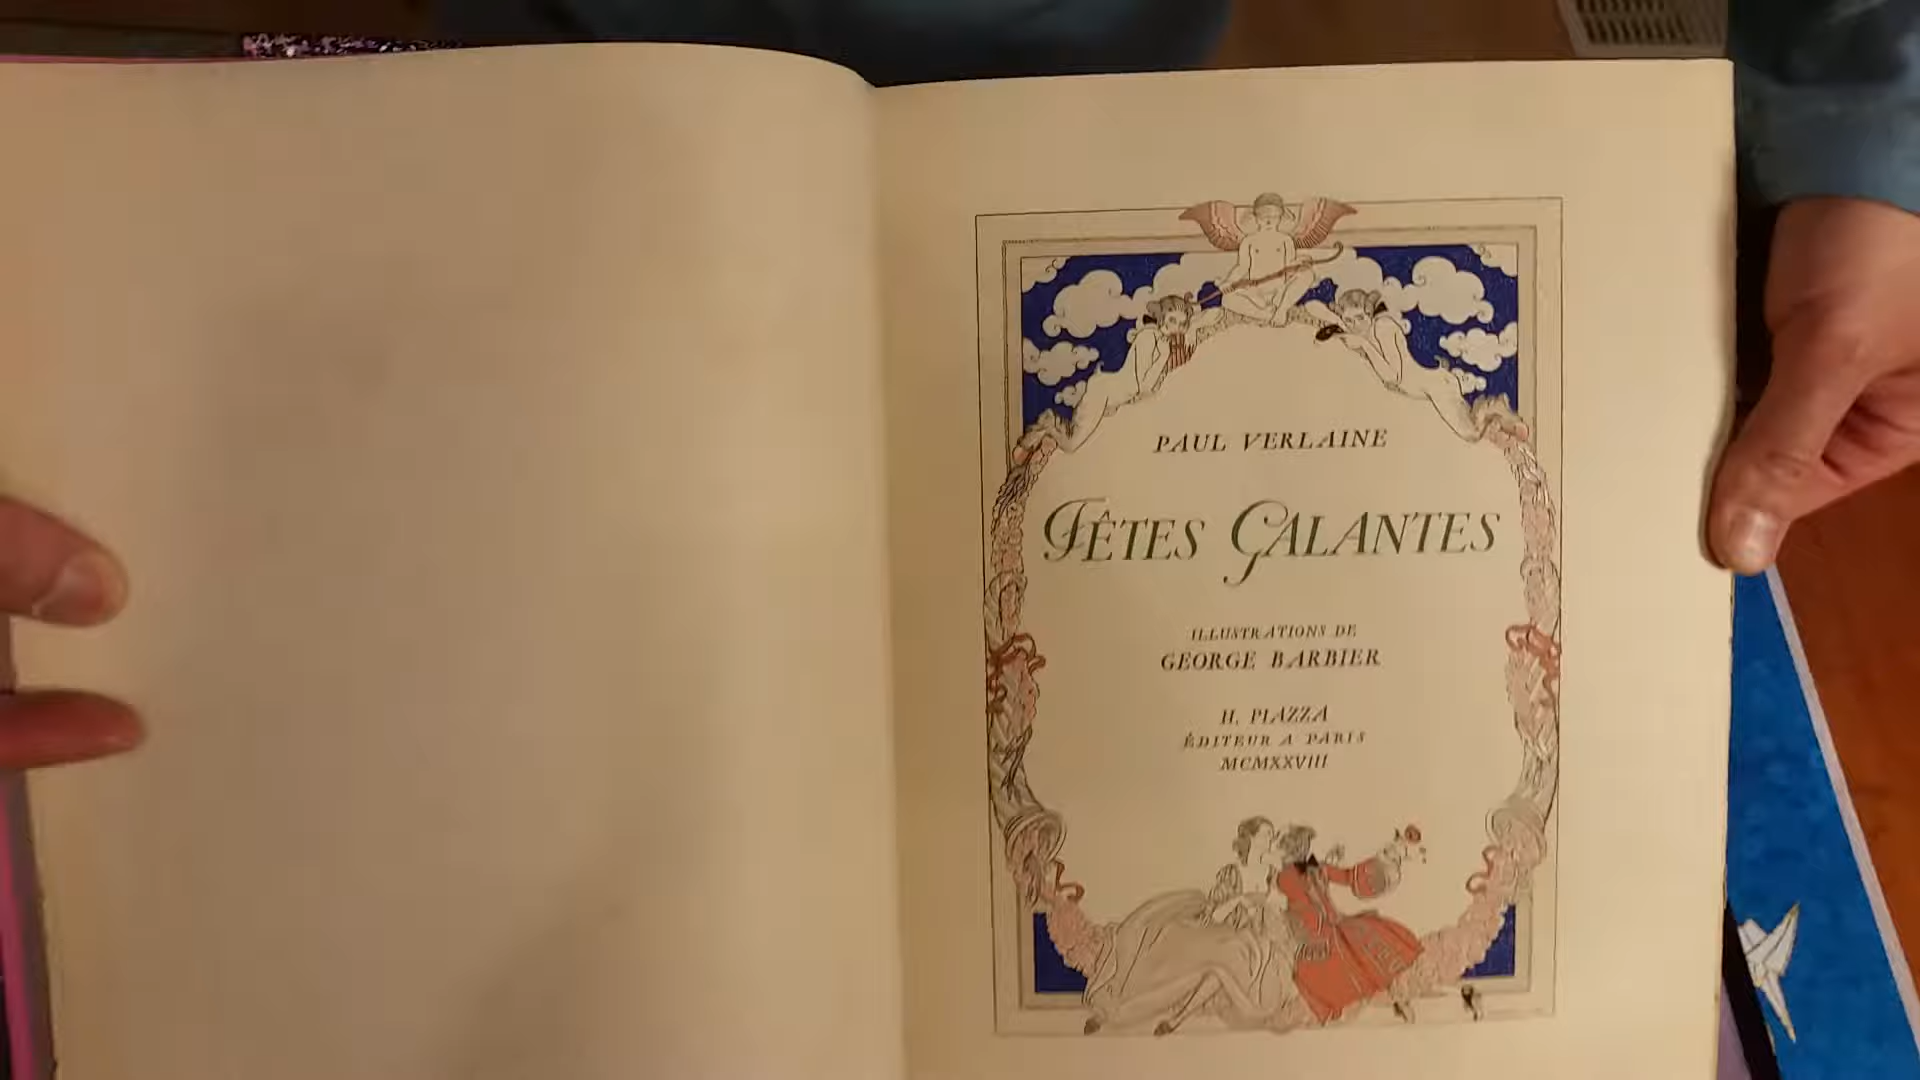 PAUL VERLAINE
FÊTES GALANTES
ILLUSTRATIONS DE
GEORGE BARBIER
H. PIAZZA
ÉDITEUR A PARIS
MCMXXVIII